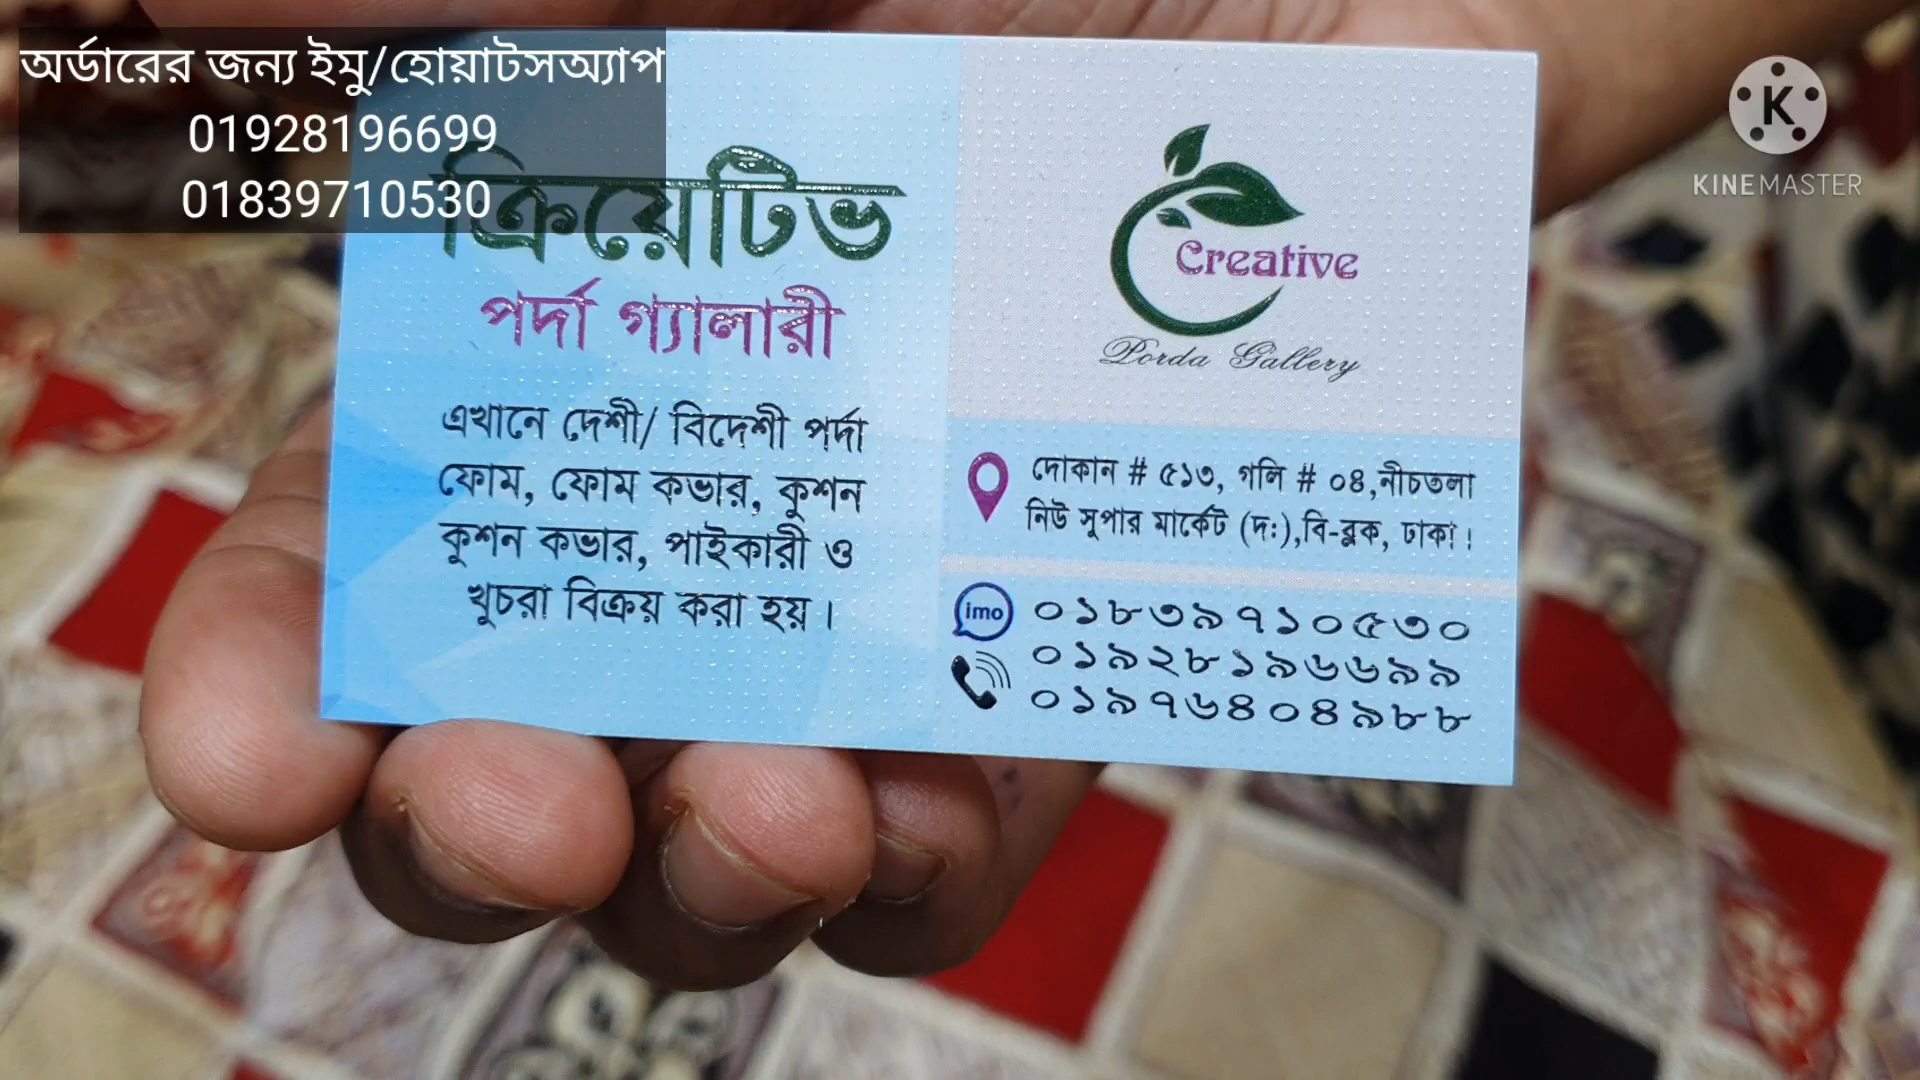 অর্ডারের জন্য ইমু/হোয়াটসঅ্যাপ
01928196699
01839710530
ক্রিয়েটিভ
পর্দা গ্যালারী
এখানে দেশী/ বিদেশী পর্দা
ফোম, ফোম কভার, কুশন
কুশন কভার, পাইকারী ও
খুচরা বিক্রয় করা হয়।
Creative
Porda Gallery
দোকান # ৫১৩, গলি # ০৪,নীচতলা
নিউ সুপার মার্কেট (দ:),বি-ব্লক, ঢাকা।
imo ০১৮৩৯৭১০৫৩০
০১৯২৮১৯৬৬৯৯
০১৯৭৬৪০৪৯৮৮
K
KINEMASTER